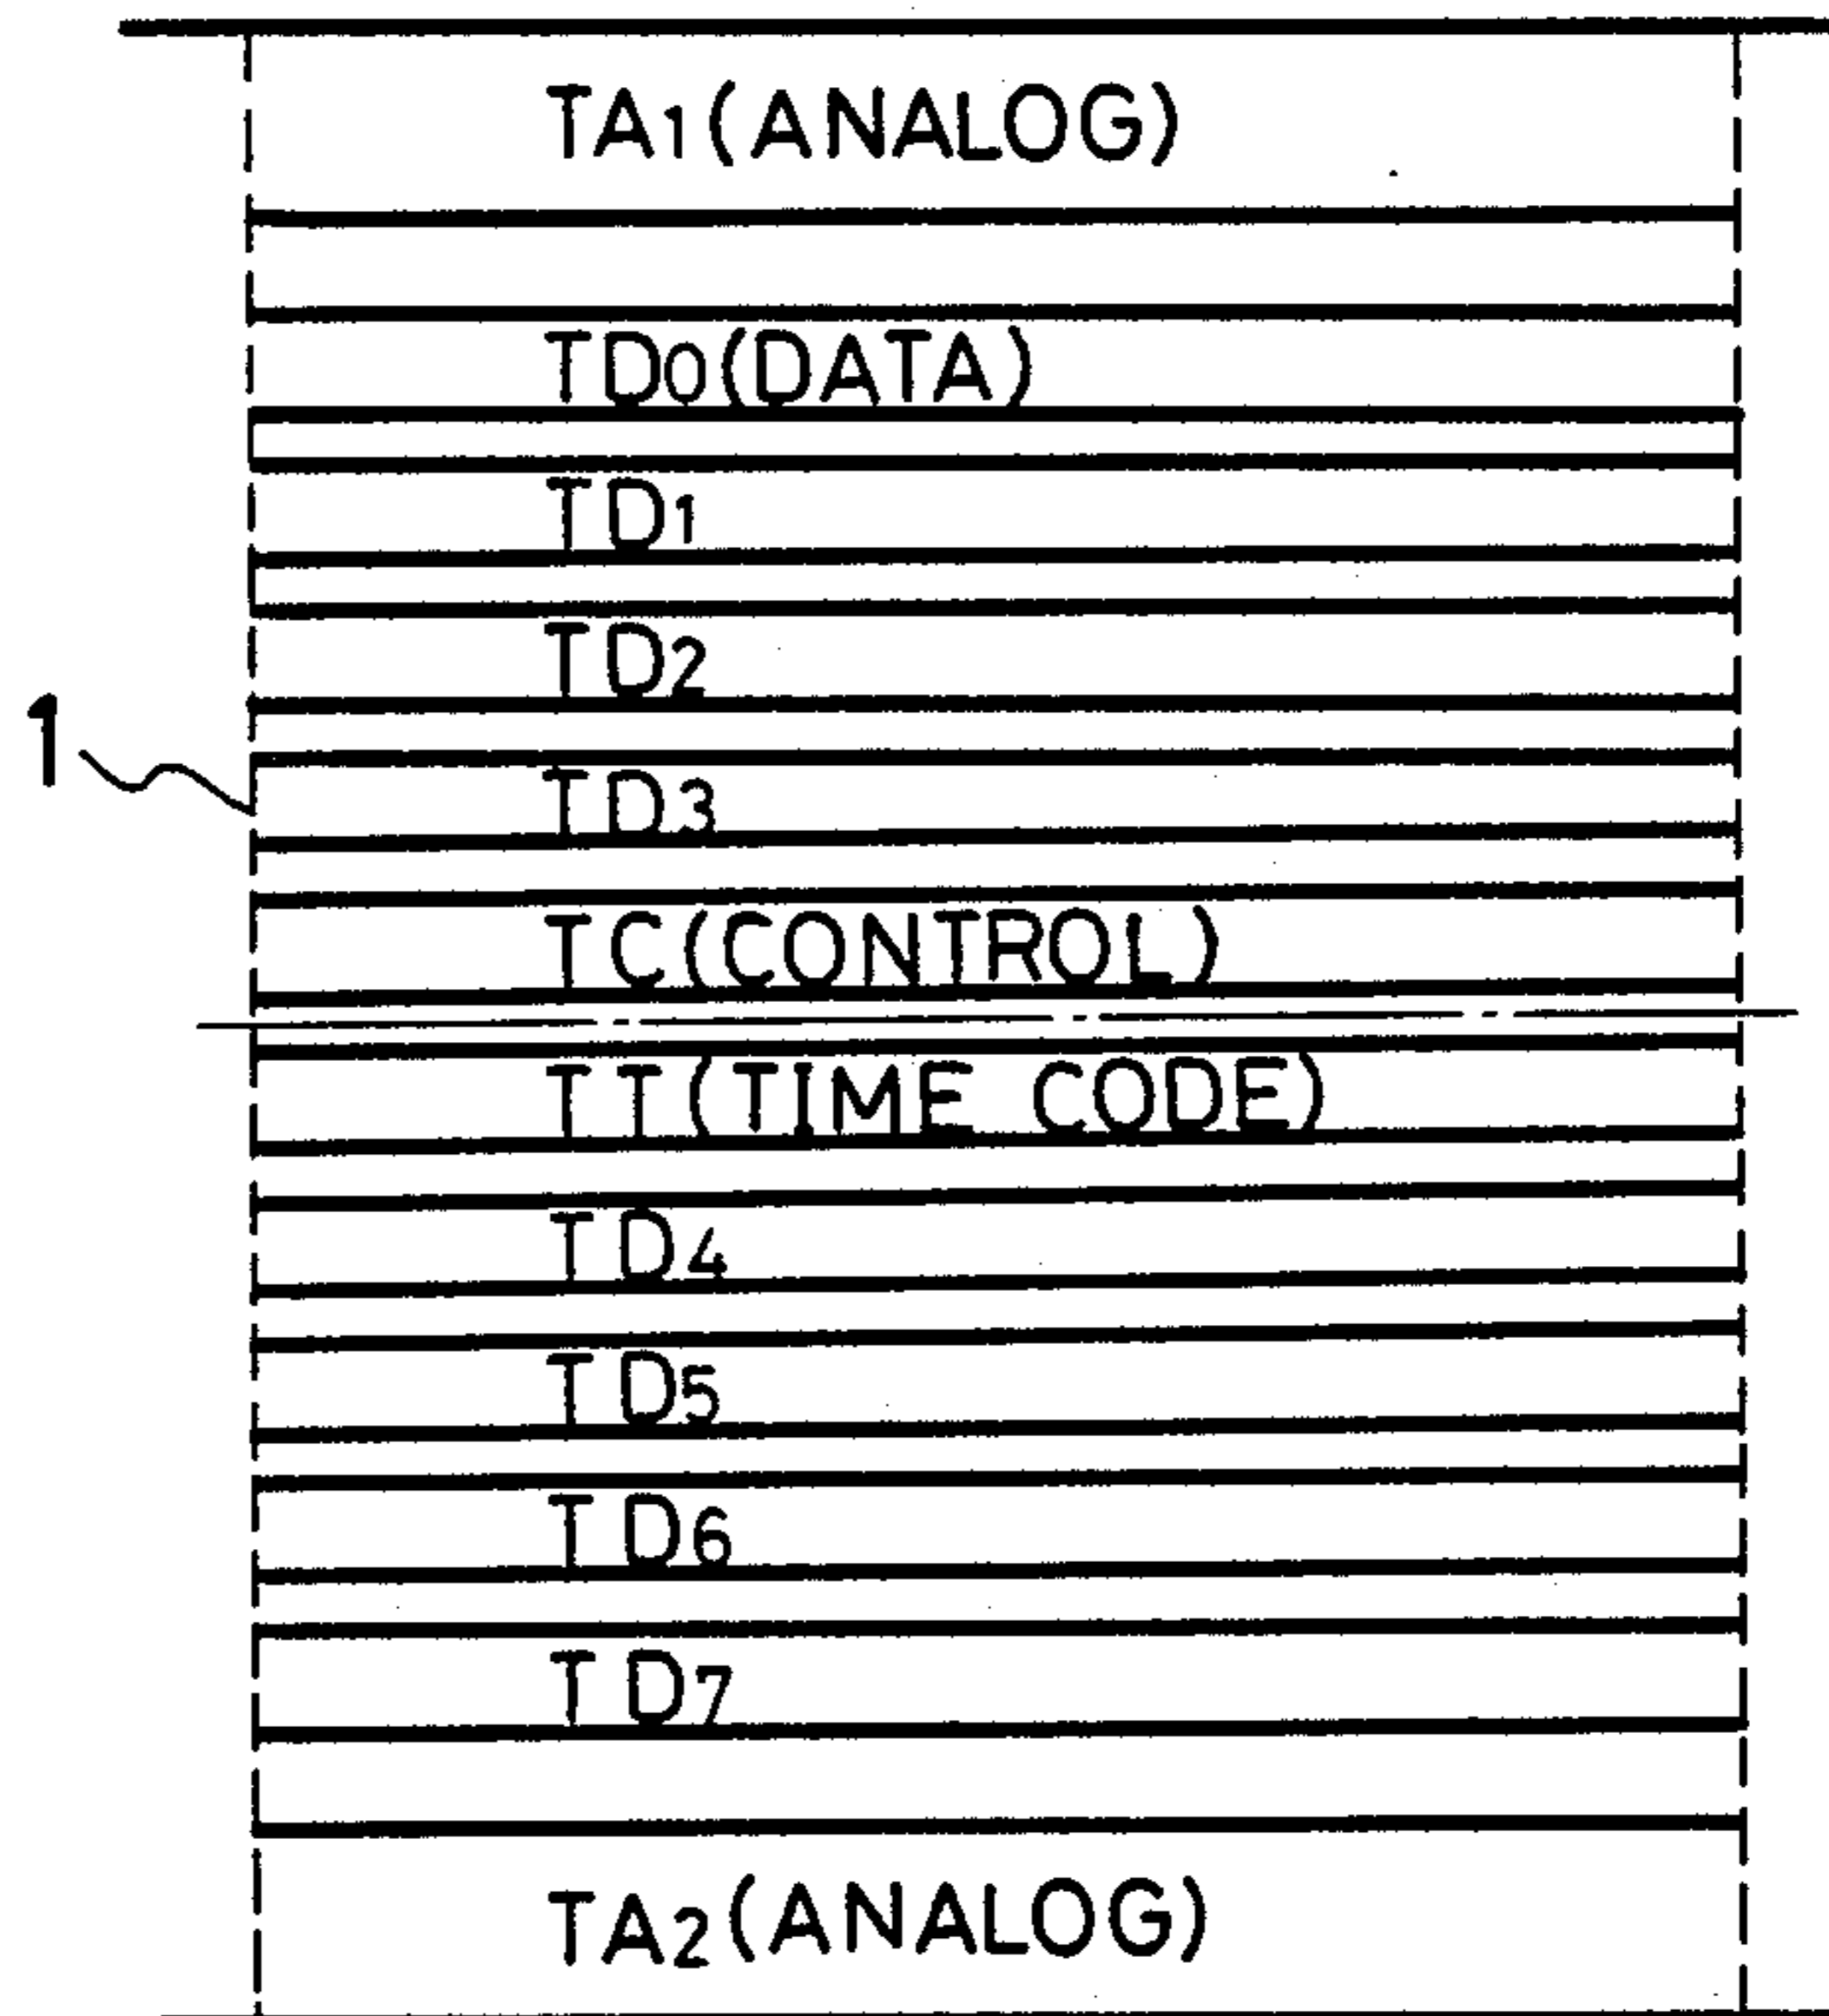 TA1(ANALOG)
TD0(DATA)
TD1
TD2
1
TD3
TC(CONTROL)
TT(TIME CODE)
TD4
TD5
TD6
TD7
TA2(ANALOG)